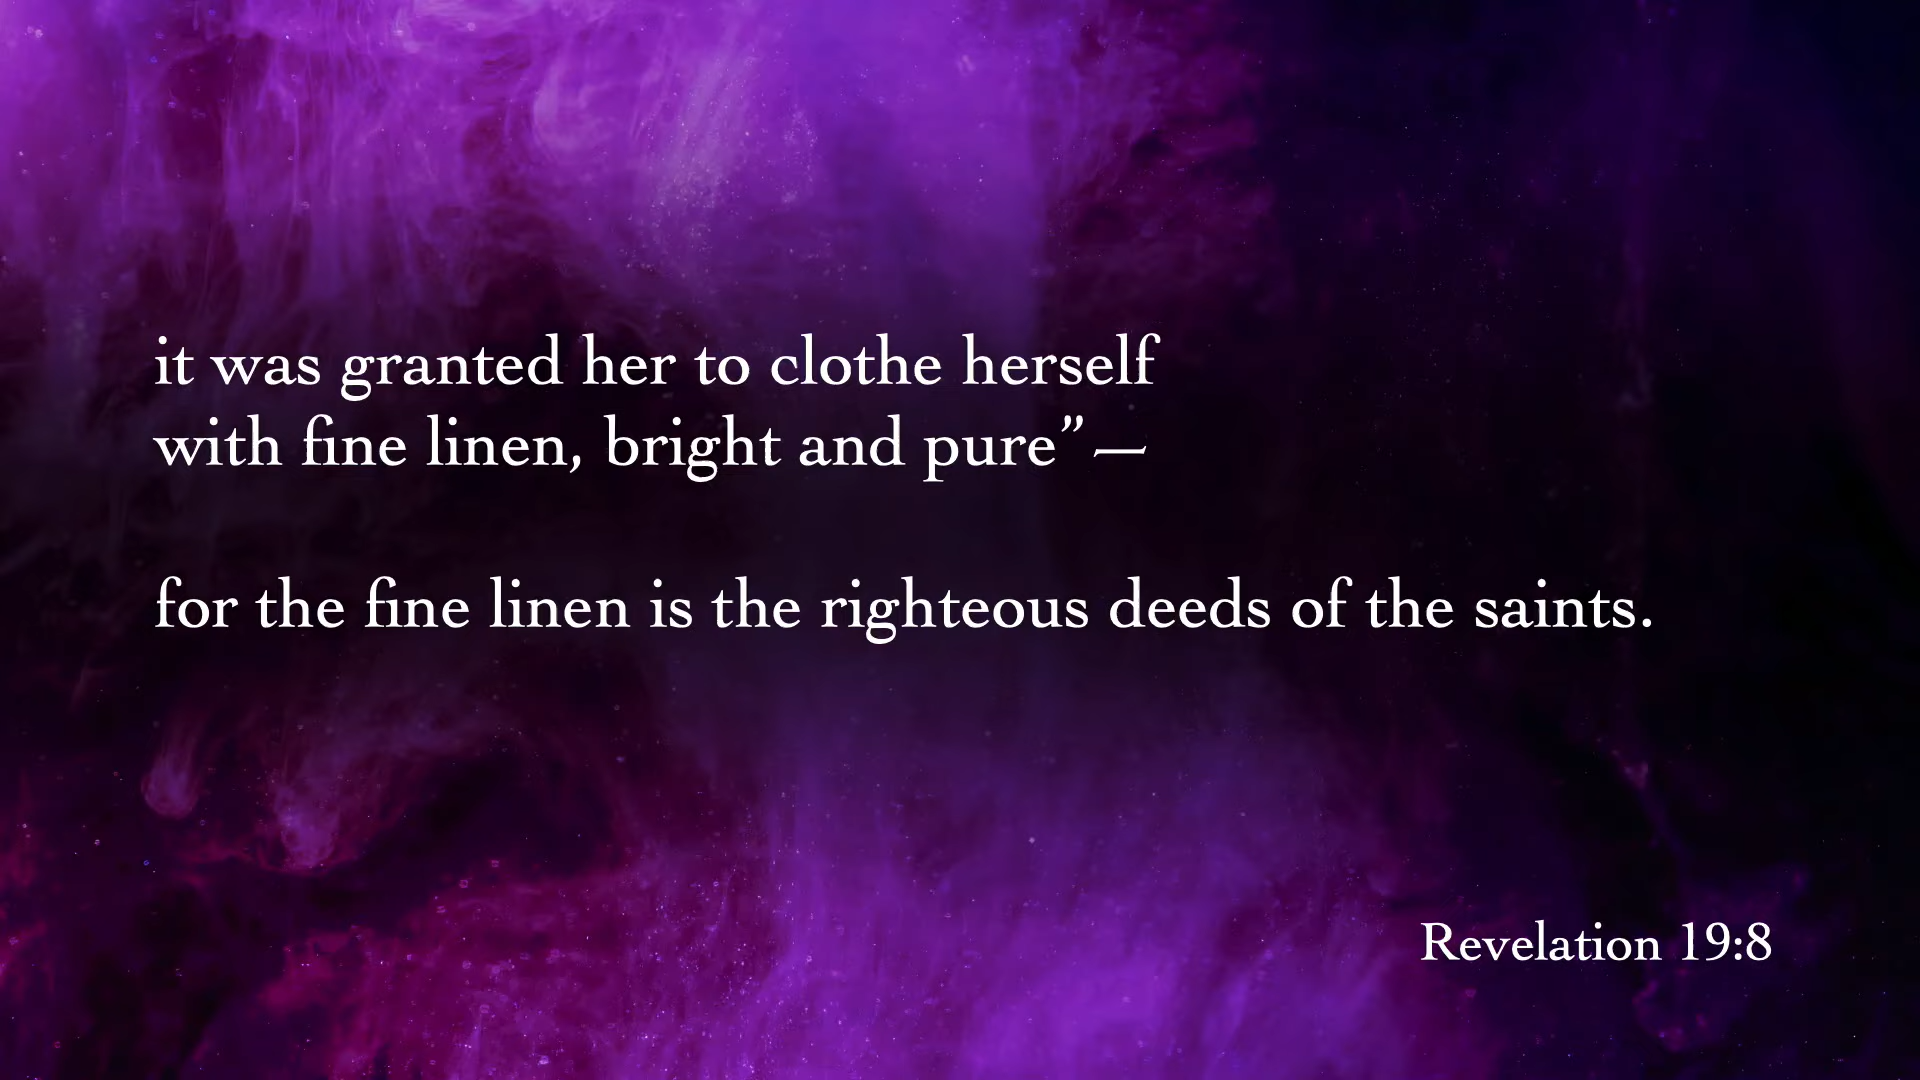 it was granted her to clothe herself
with fine linen, bright and pure”—
for the fine linen is the righteous deeds of the saints.
Revelation 19:8